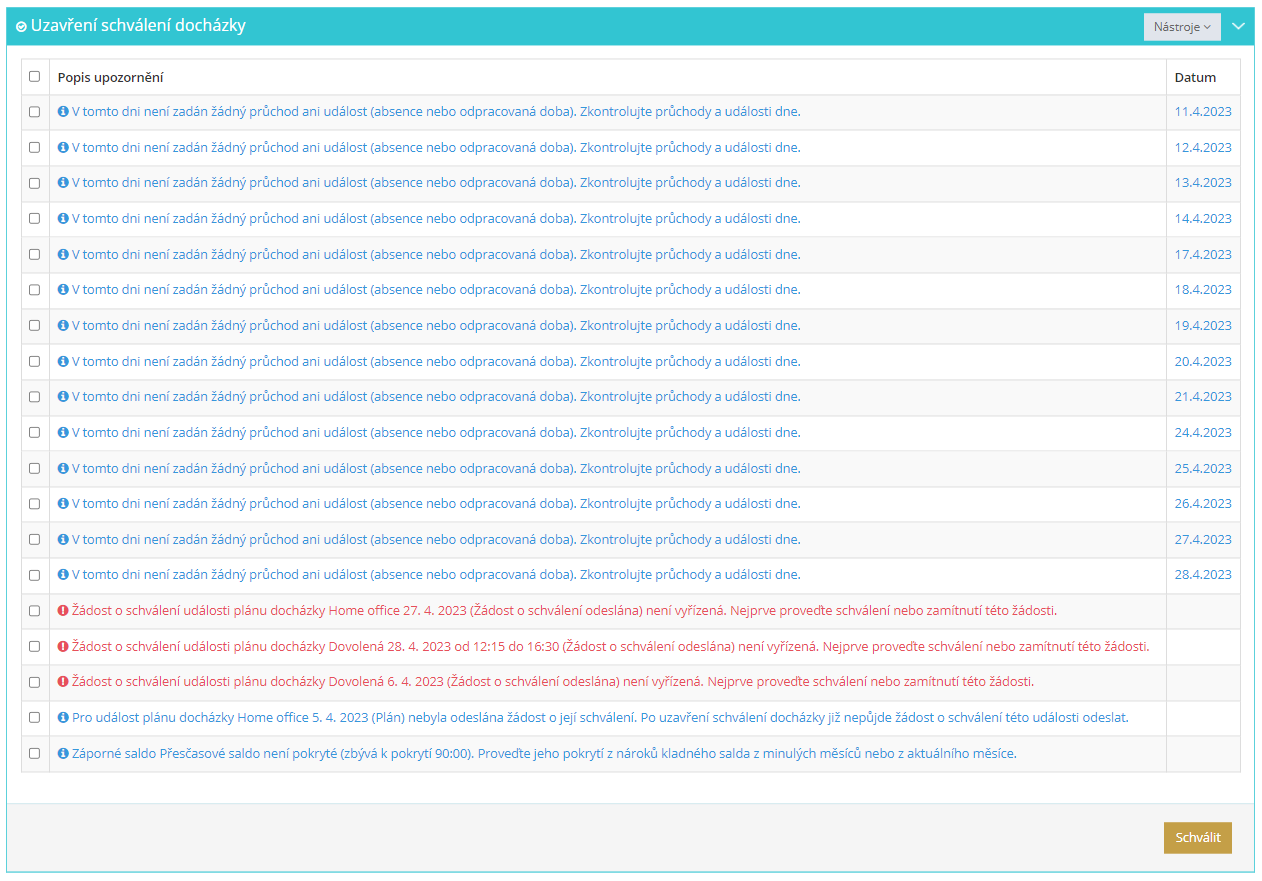 Uzavření schválení docházky
Nástroje
Popis upozornění Datum
V tomto dni není zadán žádný průchod ani událost (absence nebo odpracovaná doba). Zkontrolujte průchody a události dne. 11.4.2023
V tomto dni není zadán žádný průchod ani událost (absence nebo odpracovaná doba). Zkontrolujte průchody a události dne. 12.4.2023
V tomto dni není zadán žádný průchod ani událost (absence nebo odpracovaná doba). Zkontrolujte průchody a události dne. 13.4.2023
V tomto dni není zadán žádný průchod ani událost (absence nebo odpracovaná doba). Zkontrolujte průchody a události dne. 14.4.2023
V tomto dni není zadán žádný průchod ani událost (absence nebo odpracovaná doba). Zkontrolujte průchody a události dne. 17.4.2023
V tomto dni není zadán žádný průchod ani událost (absence nebo odpracovaná doba). Zkontrolujte průchody a události dne. 18.4.2023
V tomto dni není zadán žádný průchod ani událost (absence nebo odpracovaná doba). Zkontrolujte průchody a události dne. 19.4.2023
V tomto dni není zadán žádný průchod ani událost (absence nebo odpracovaná doba). Zkontrolujte průchody a události dne. 20.4.2023
V tomto dni není zadán žádný průchod ani událost (absence nebo odpracovaná doba). Zkontrolujte průchody a události dne. 21.4.2023
V tomto dni není zadán žádný průchod ani událost (absence nebo odpracovaná doba). Zkontrolujte průchody a události dne. 24.4.2023
V tomto dni není zadán žádný průchod ani událost (absence nebo odpracovaná doba). Zkontrolujte průchody a události dne. 25.4.2023
V tomto dni není zadán žádný průchod ani událost (absence nebo odpracovaná doba). Zkontrolujte průchody a události dne. 26.4.2023
V tomto dni není zadán žádný průchod ani událost (absence nebo odpracovaná doba). Zkontrolujte průchody a události dne. 27.4.2023
V tomto dni není zadán žádný průchod ani událost (absence nebo odpracovaná doba). Zkontrolujte průchody a události dne. 28.4.2023
Žádost o schválení události plánu docházky Home office 27. 4. 2023 (Žádost o schválení odeslána) není vyřízená. Nejprve proveďte schválení nebo zamítnutí této žádosti.
Žádost o schválení události plánu docházky Dovolená 28. 4. 2023 od 12:15 do 16:30 (Žádost o schválení odeslána) není vyřízená. Nejprve proveďte schválení nebo zamítnutí této žádosti.
Žádost o schválení události plánu docházky Dovolená 6. 4. 2023 (Žádost o schválení odeslána) není vyřízená. Nejprve proveďte schválení nebo zamítnutí této žádosti.
Pro událost plánu docházky Home office 5. 4. 2023 (Plán) nebyla odeslána žádost o její schválení. Po uzavření schválení docházky již nepůjde žádost o schválení této události odeslat.
Záporné saldo Přesčasové saldo není pokryté (zbývá k pokrytí 90:00). Proveďte jeho pokrytí z nároků kladného salda z minulých měsíců nebo z aktuálního měsíce.
Schválit